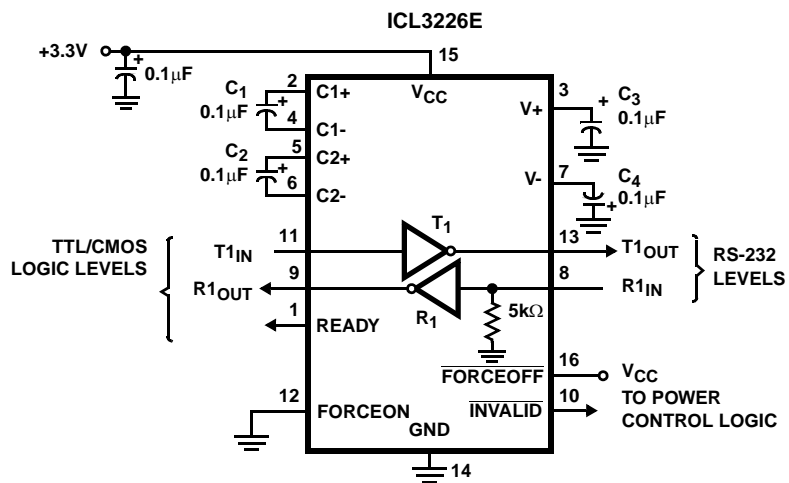 ICL3226E
+3.3V
+
0.1μF
15
VCC
C1
0.1μF
+
2
C1+
4
C1-
C2
0.1μF
+
5
C2+
6
C2-
3
V+
+
C3
0.1μF
7
V-
C4
0.1μF
+
TTL/CMOS
LOGIC LEVELS
T1IN
11
T1
13
T1OUT
R1OUT
9
R1
8
R1IN
5kΩ
RS-232
LEVELS
1
READY
16
FORCEOFF
VCC
12
FORCEON
10
INVALID
TO POWER
CONTROL LOGIC
GND
14